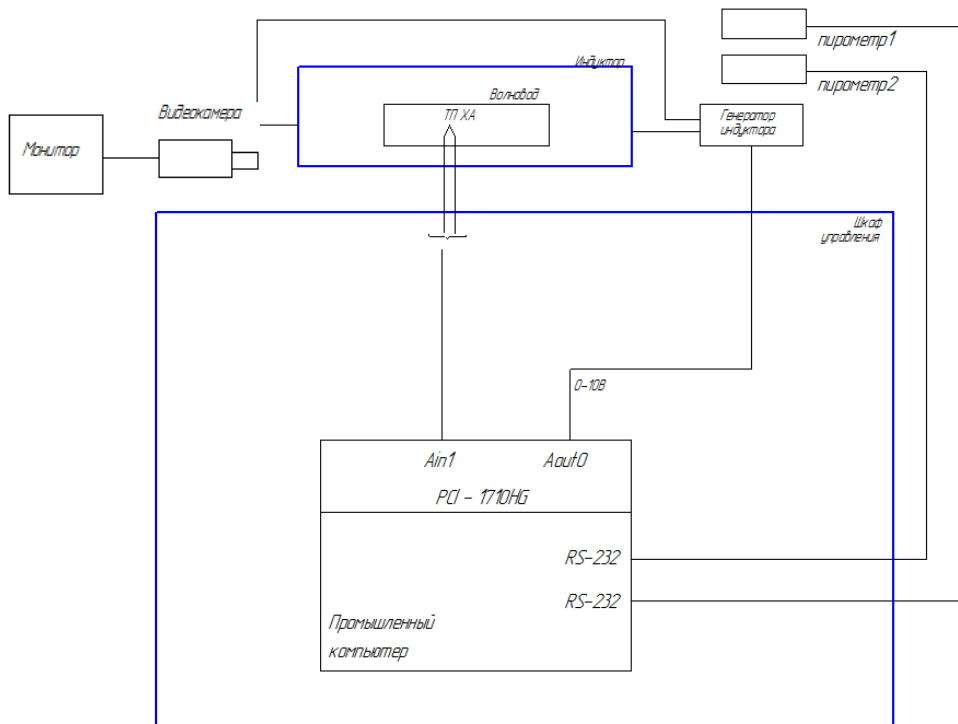 пирометр1
Индуктор
пирометр2
Волновод
Видеокамера
ТП ХА
Генератор
индуктора
Монитор
Шкаф
управления
0-10В
Ain1
Aout0
PCI - 1710HG
RS-232
RS-232
Промышленный
компьютер